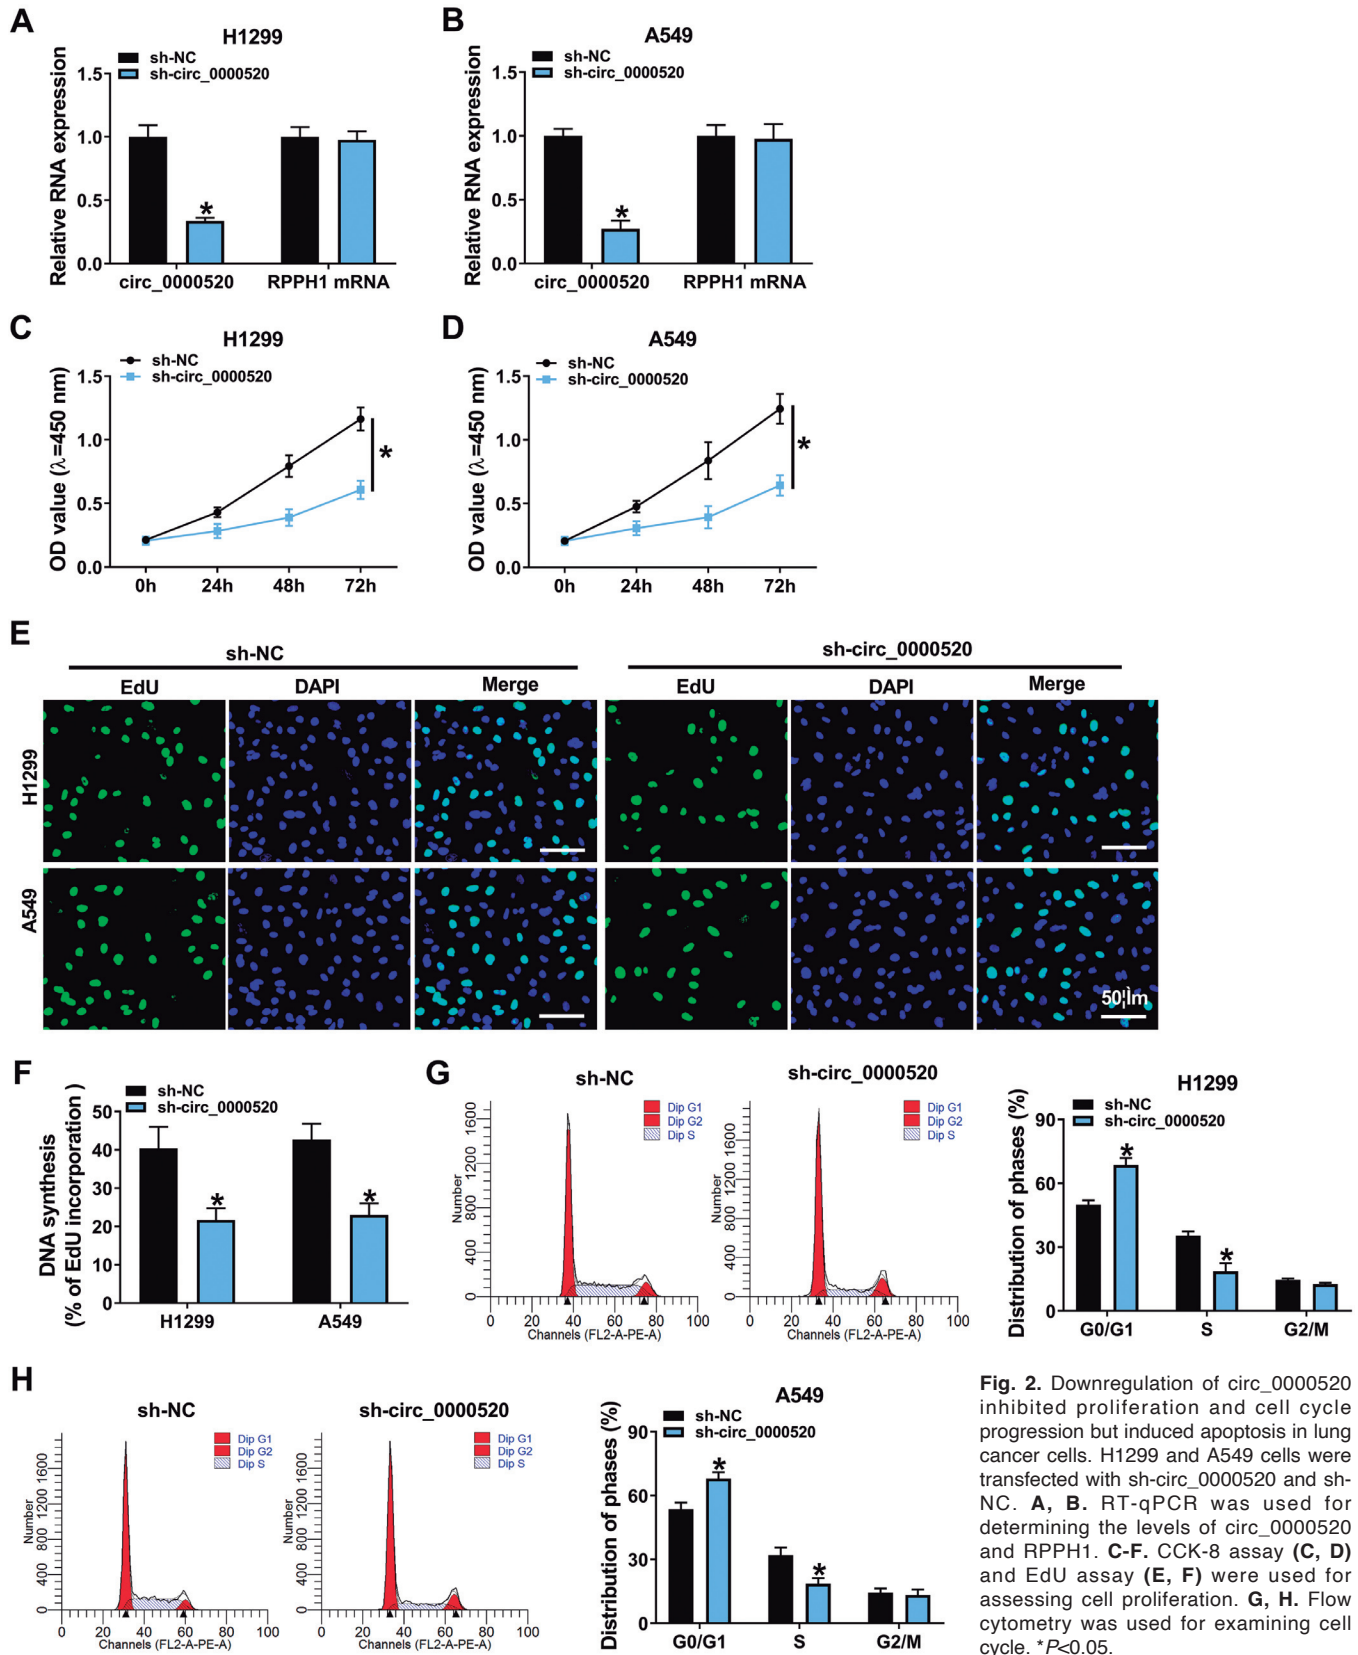 A
H1299
sh-NC
sh-circ_0000520
Relative RNA expression
1.5
1.0
0.5
0.0
circ_0000520
RPPH1 mRNA
*
B
A549
sh-NC
sh-circ_0000520
Relative RNA expression
1.5
1.0
0.5
0.0
circ_0000520
RPPH1 mRNA
*
C
H1299
sh-NC
sh-circ_0000520
OD value (λ=450 nm)
1.5
1.0
0.5
0.0
0h
24h
48h
72h
*
D
A549
sh-NC
sh-circ_0000520
OD value (λ=450 nm)
1.5
1.0
0.5
0.0
0h
24h
48h
72h
*
E
sh-NC
sh-circ_0000520
EdU
DAPI
Merge
EdU
DAPI
Merge
H1299
A549
50¦Ìm
F
sh-NC
sh-circ_0000520
DNA synthesis
(% of EdU incorporation )
50
40
30
20
10
0
H1299
A549
*
*
G
sh-NC
Dip G1
Dip G2
Dip S
Number
1600
1200
800
400
0
0 20 40 60 80 100
Channels (FL2-A-PE-A)
sh-circ_0000520
Dip G1
Dip G2
Dip S
Number
1600
1200
800
400
0
0 20 40 60 80 100
Channels (FL2-A-PE-A)
H1299
sh-NC
sh-circ_0000520
Distribution of phases (%)
90
60
30
0
G0/G1
S
G2/M
*
*
H
sh-NC
Dip G1
Dip G2
Dip S
Number
1600
1200
800
400
0
0 20 40 60 80 100
Channels (FL2-A-PE-A)
sh-circ_0000520
Dip G1
Dip G2
Dip S
Number
1600
1200
800
400
0
0 20 40 60 80 100
Channels (FL2-A-PE-A)
A549
sh-NC
sh-circ_0000520
Distribution of phases (%)
90
60
30
0
G0/G1
S
G2/M
*
*
Fig. 2. Downregulation of circ_0000520
inhibited proliferation and cell cycle
progression but induced apoptosis in lung
cancer cells. H1299 and A549 cells were
transfected with sh-circ_0000520 and sh-
NC. A, B. RT-qPCR was used for
determining the levels of circ_0000520
and RPPH1. C-F. CCK-8 assay (C, D)
and EdU assay (E, F) were used for
assessing cell proliferation. G, H. Flow
cytometry was used for examining cell
cycle. *P<0.05.